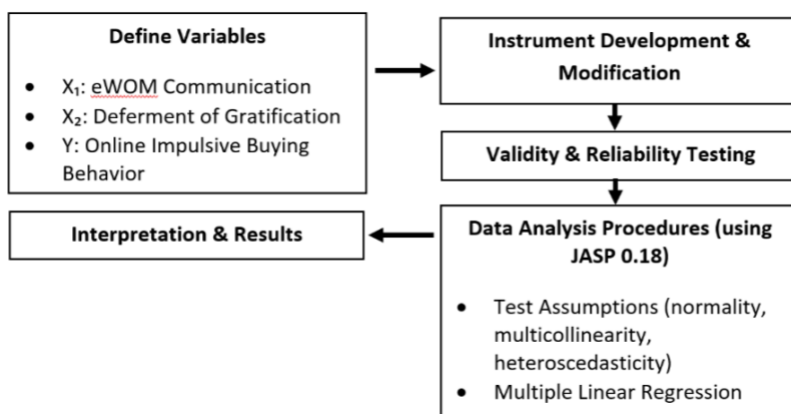 Define Variables
• X₁: eWOM Communication
• X₂: Deferment of Gratification
• Y: Online Impulsive Buying
Behavior
Instrument Development &
Modification
Validity & Reliability Testing
Data Analysis Procedures (using
JASP 0.18)
• Test Assumptions (normality,
multicollinearity,
heteroscedasticity)
• Multiple Linear Regression
Interpretation & Results